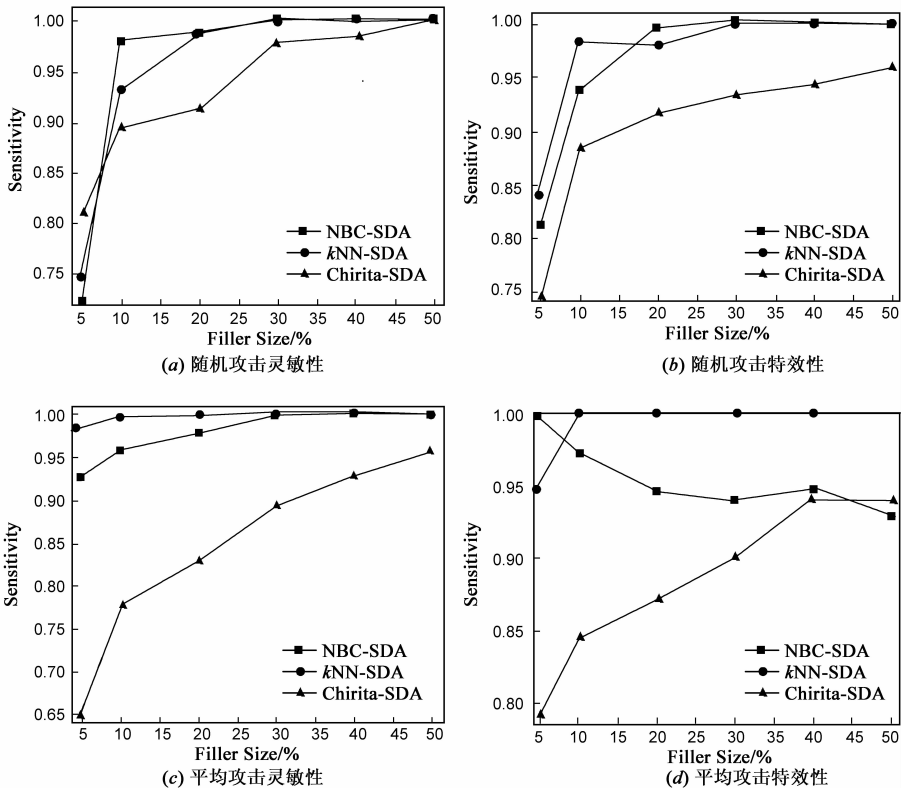 1.00
0.95
0.90
0.85
0.80
0.75
Sensitivity
NBC-SDA
kNN-SDA
Chirita-SDA
5 10 15 20 25 30 35 40 45 50
Filler Size/%
(a) 随机攻击灵敏性
1.00
0.95
0.90
0.85
0.80
0.75
Sensitivity
NBC-SDA
kNN-SDA
Chirita-SDA
5 10 15 20 25 30 35 40 45 50
Filler Size/%
(b) 随机攻击特效性
1.00
0.95
0.90
0.85
0.80
0.75
0.70
0.65
Sensitivity
NBC-SDA
kNN-SDA
Chirita-SDA
5 10 15 20 25 30 35 40 45 50
Filler Size/%
(c) 平均攻击灵敏性
1.00
0.95
0.90
0.85
0.80
Sensitivity
NBC-SDA
kNN-SDA
Chirita-SDA
5 10 15 20 25 30 35 40 45 50
Filler Size/%
(d) 平均攻击特效性